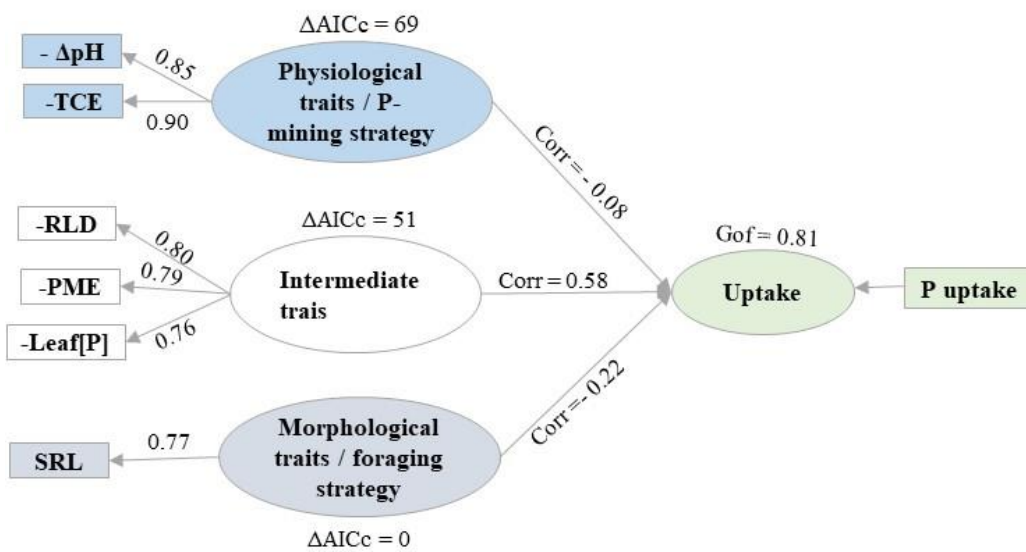 ΔAICc = 69
- ΔpH
0.85
-TCE
0.90
Physiological
traits / P-
mining strategy
Corr= - 0.08
-RLD
0.80
-PME
0.79
-Leaf[P]
0.76
ΔAICc = 51
Intermediate
trais
Corr= 0.58
Gof = 0.81
Uptake
P uptake
SRL
0.77
Morphological
traits / foraging
strategy
Corr=- 0.22
ΔAICc = 0